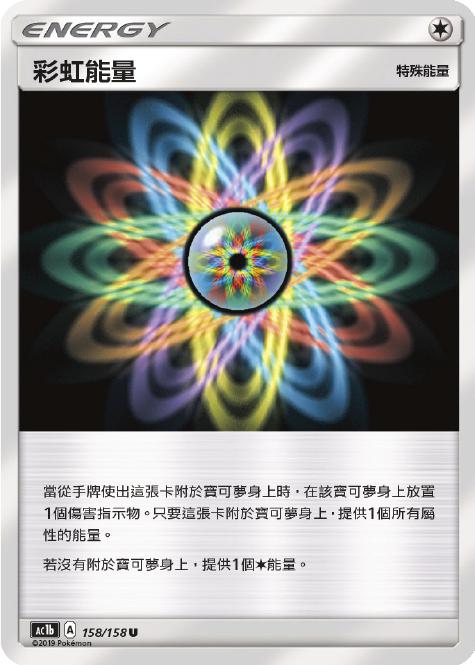 ENERGY
彩虹能量
特殊能量
當從手牌使出這張卡附於寶可夢身上時，在該寶可夢身上放置
1個傷害指示物。只要這張卡附於寶可夢身上，提供1個所有屬
性的能量。
若沒有附於寶可夢身上，提供1個✶能量。
AC1b A 158/158 U
©2019 Pokémon